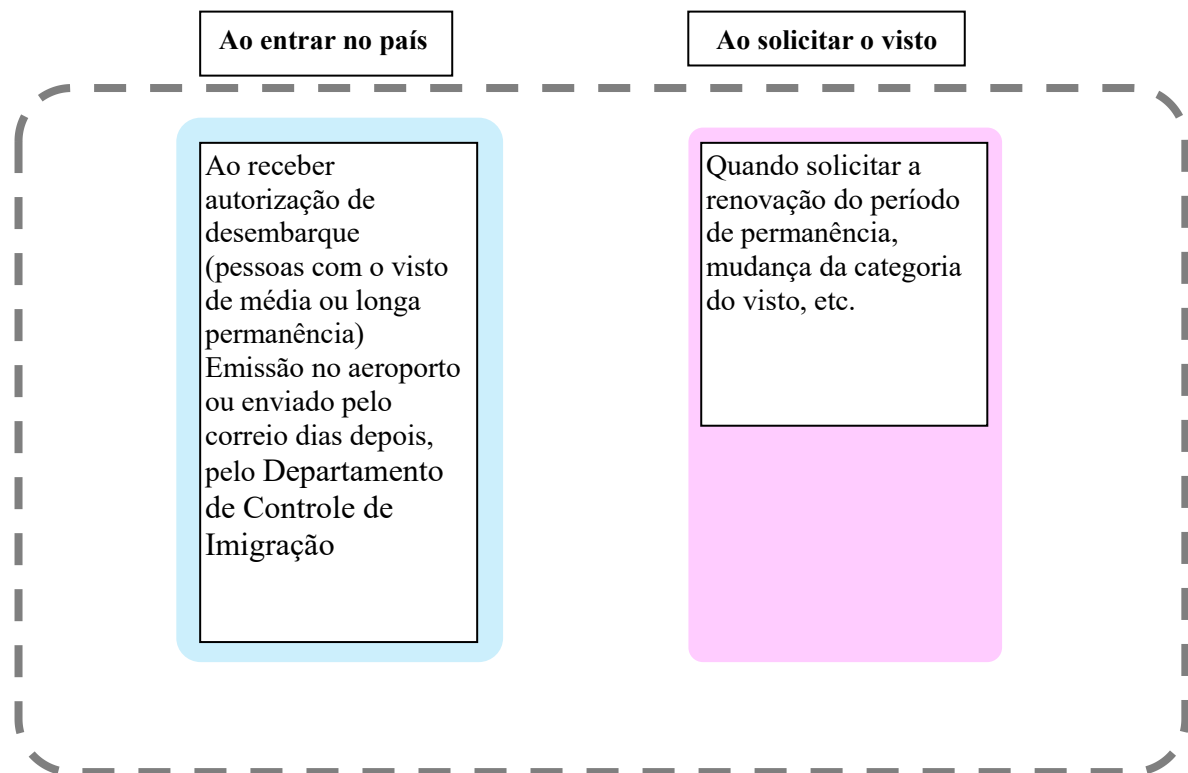 Ao entrar no país
Ao solicitar o visto
Ao receber
autorização de
desembarque
(pessoas com o visto
de média ou longa
permanência)
Emissão no aeroporto
ou enviado pelo
correio dias depois,
pelo Departamento
de Controle de
Imigração
Quando solicitar a
renovação do período
de permanência,
mudança da categoria
do visto, etc.